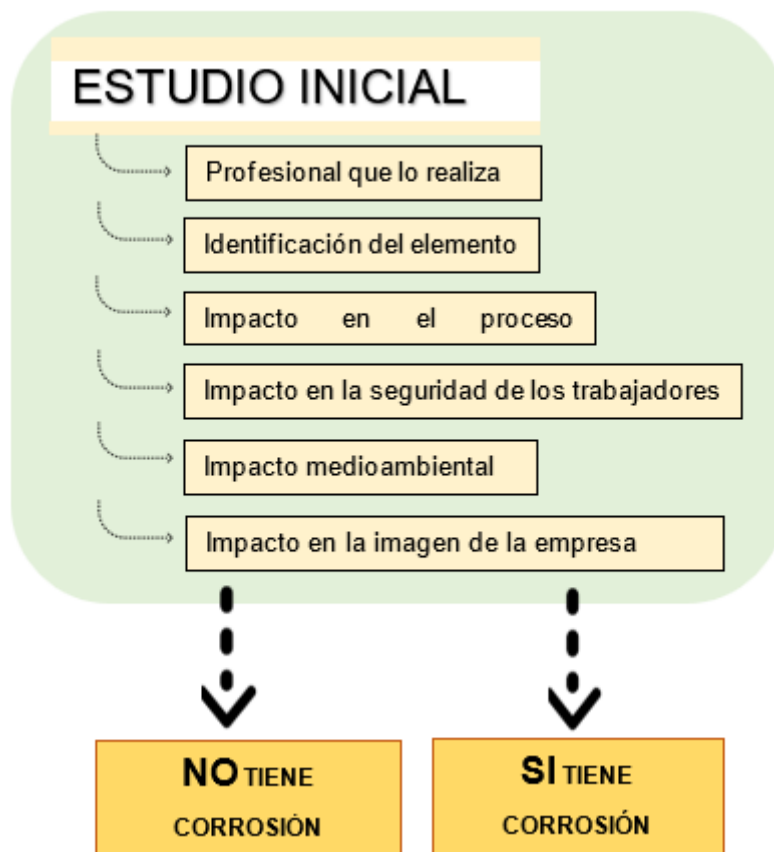 ESTUDIO INICIAL
Profesional que lo realiza
Identificación del elemento
Impacto en el proceso
Impacto en la seguridad de los trabajadores
Impacto medioambiental
Impacto en la imagen de la empresa
NO TIENE
CORROSIÓN
SI TIENE
CORROSIÓN